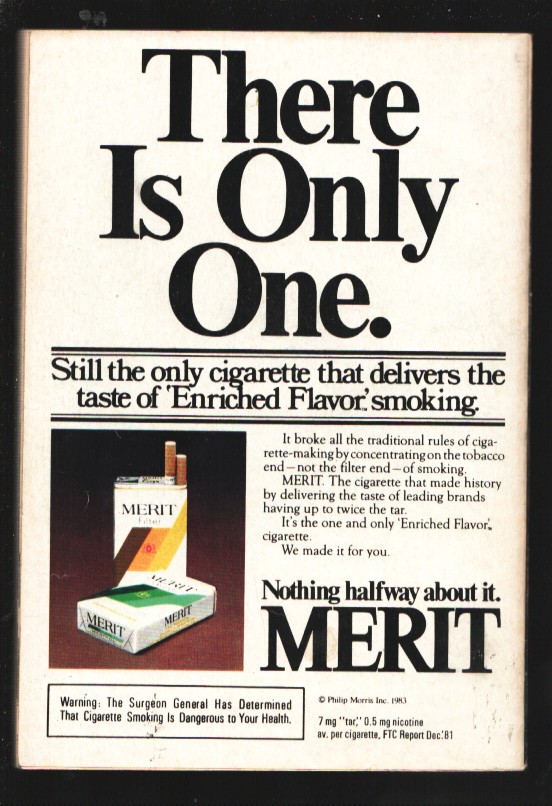 There
Is Only
One.
Still the only cigarette that delivers the
taste of 'Enriched Flavor,' smoking.
It broke all the traditional rules of ciga-
rette-making by concentrating on the tobacco
end—not the filter end—of smoking.
MERIT. The cigarette that made history
by delivering the taste of leading brands
having up to twice the tar.
It's the one and only 'Enriched Flavor,'
cigarette.
We made it for you.
MERIT
Filter
MERIT
MERIT
MERIT
Nothing halfway about it.
MERIT
Warning: The Surgeon General Has Determined
That Cigarette Smoking Is Dangerous to Your Health.
© Philip Morris Inc. 1983
7 mg "tar," 0.5 mg nicotine
av. per cigarette, FTC Report Dec.'81